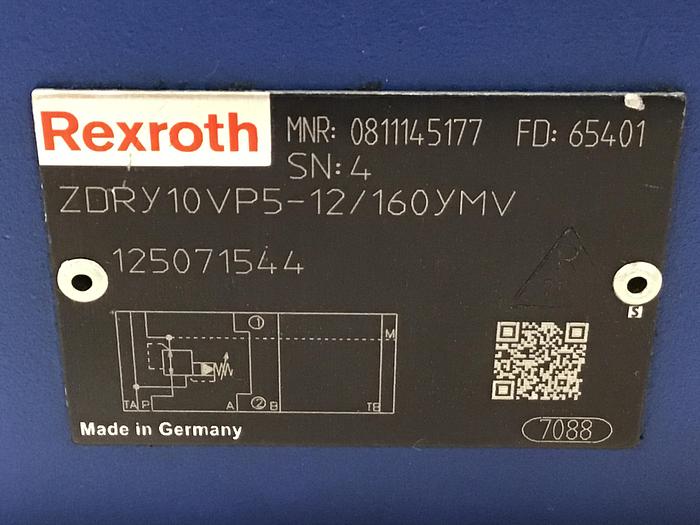 Rexroth MNR: 0811145177 FD: 65401
SN: 4
ZDRY10VP5-12/160YMV
125071544
P
1
M
TA P A 2 B TB
S
Made in Germany 7088